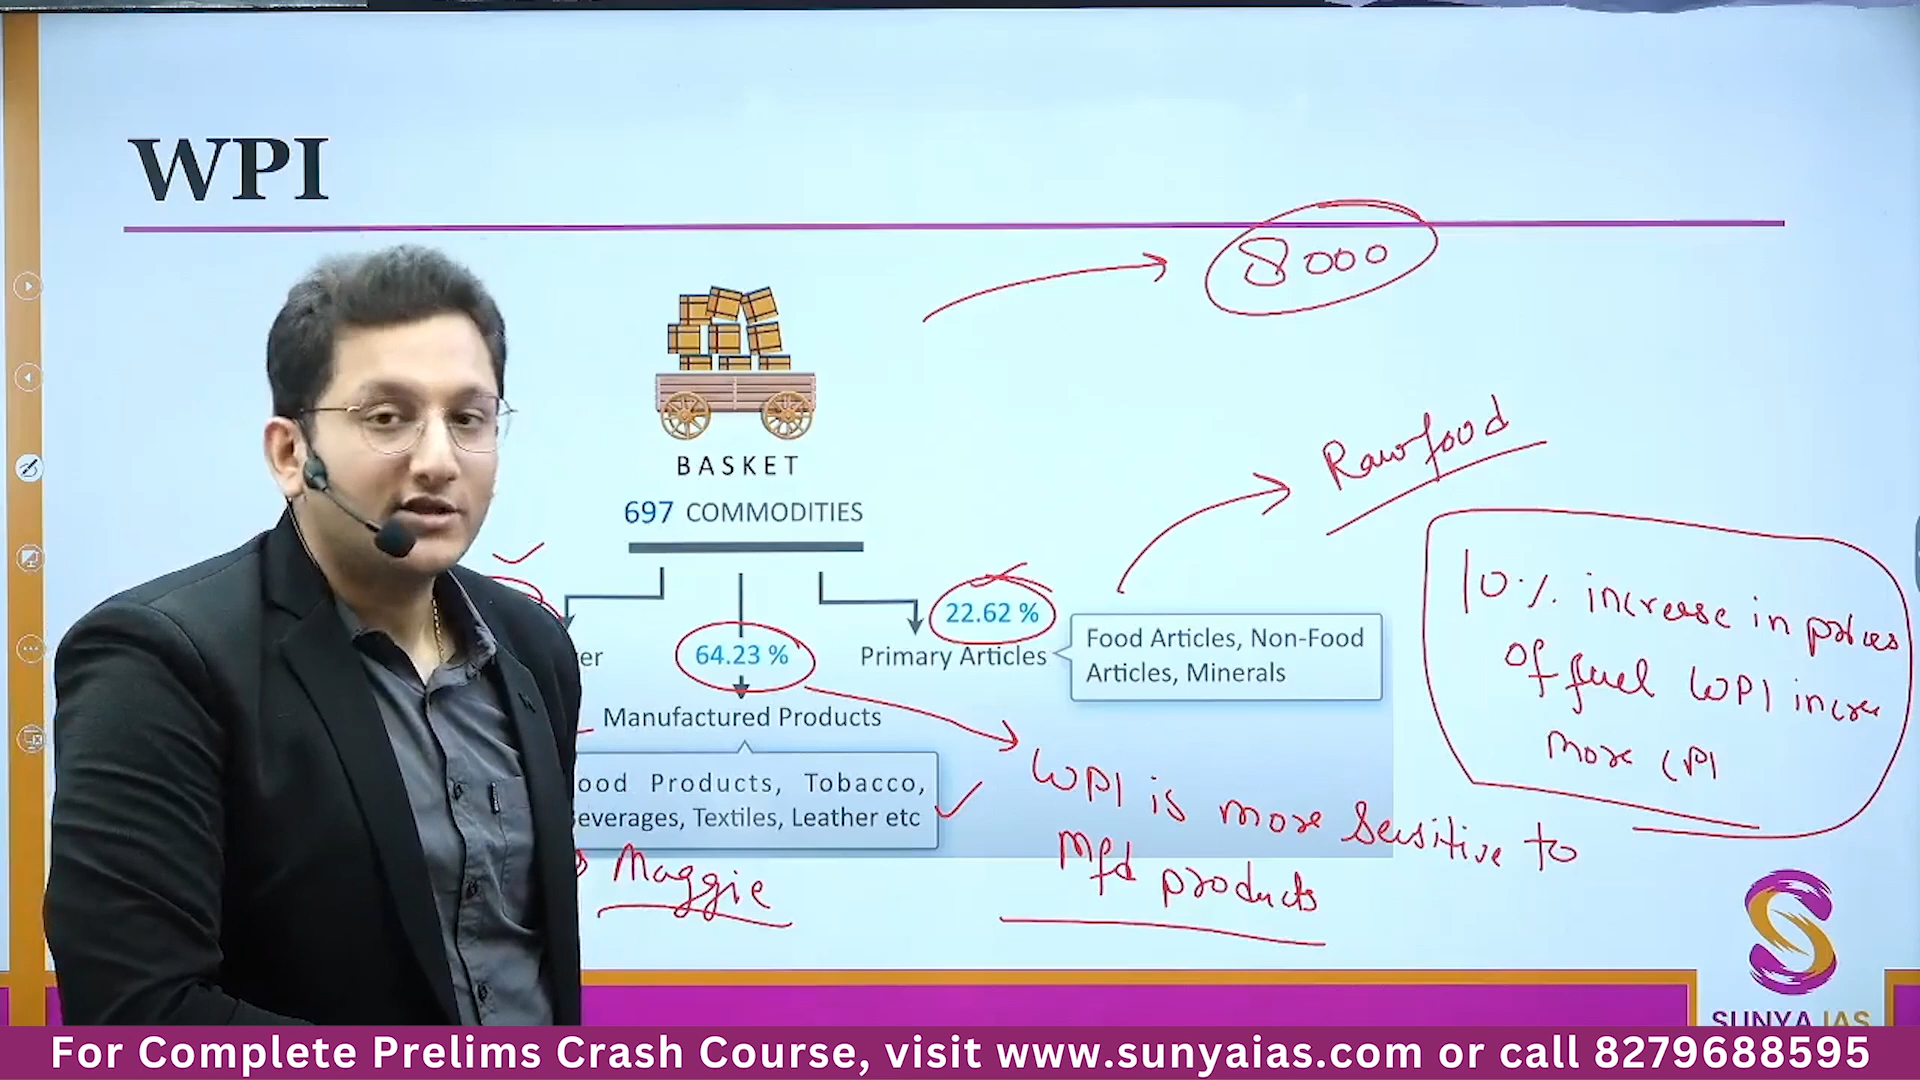 WPI
8000
BASKET
697 COMMODITIES
Raw food
22.62 %
64.23 %
er
Primary Articles
Food Articles, Non-Food
Articles, Minerals
Manufactured Products
ood Products, Tobacco,
everages, Textiles, Leather etc
Maggie
WPI is more Sensitive to
Mfd products
10% increase in prices
of fuel WPI incre
more CPI
SUNYA IAS
For Complete Prelims Crash Course, visit www.sunyaias.com or call 8279688595